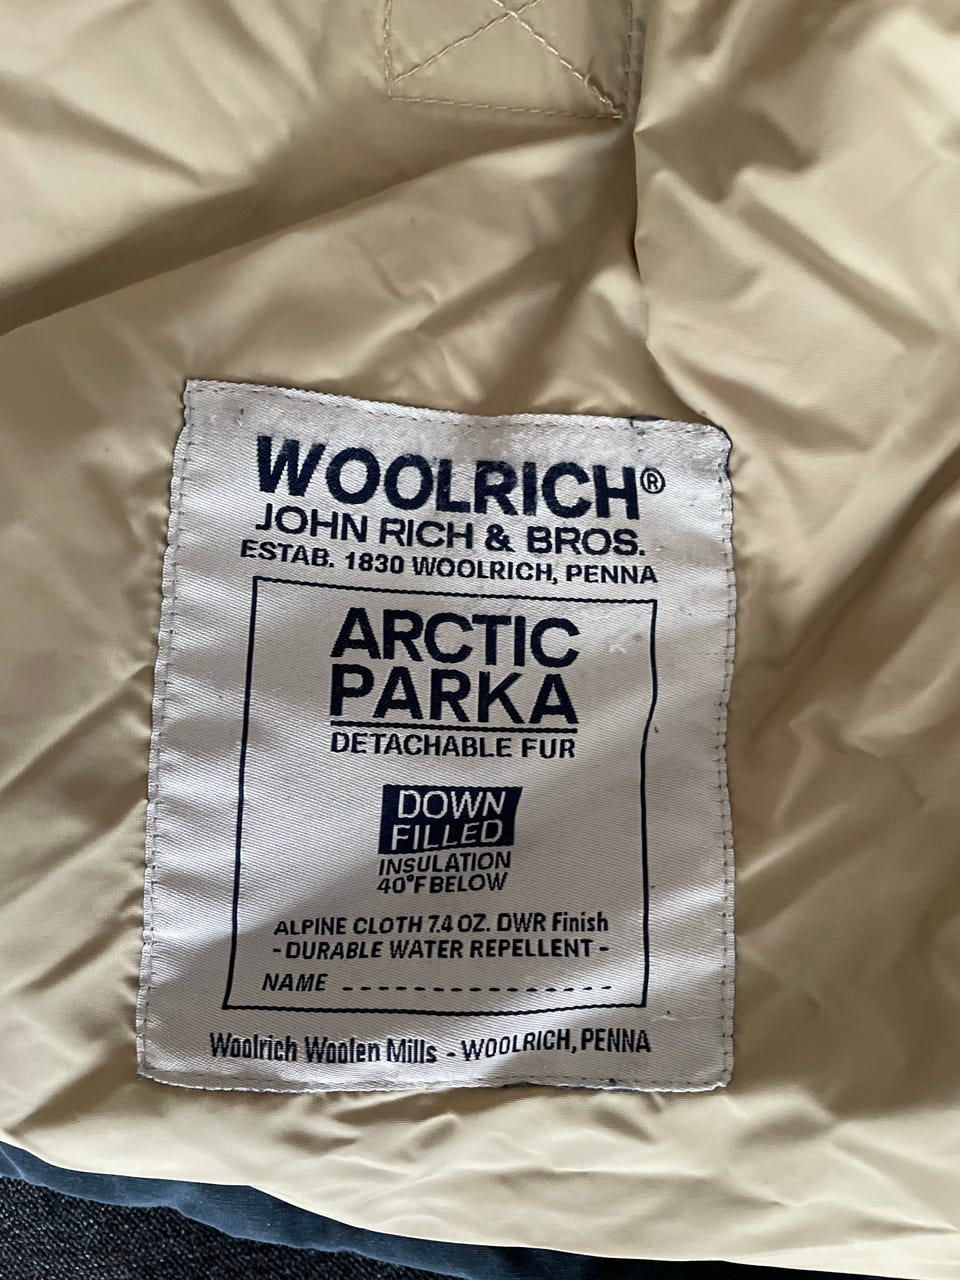 WOOLRICH®
JOHN RICH & BROS.
ESTAB. 1830 WOOLRICH, PENNA
ARCTIC
PARKA
DETACHABLE FUR
DOWN
FILLED
INSULATION
40°F BELOW
ALPINE CLOTH 7.4 OZ. DWR Finish
- DURABLE WATER REPELLENT -
NAME ----------------
Woolrich Woolen Mills - WOOLRICH, PENNA